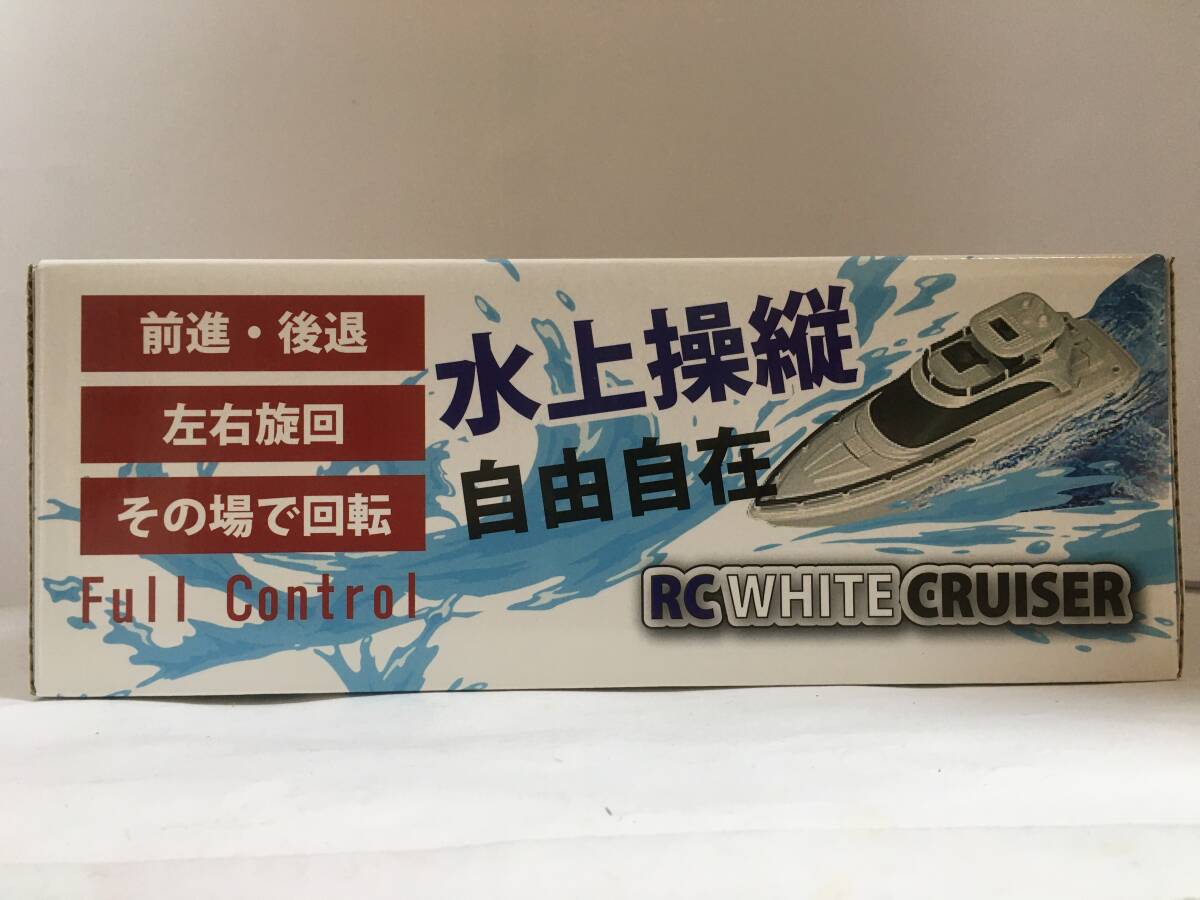 前進・後退
左右旋回
その場で回転
Full Control
水上操縦
自由自在
RC WHITE CRUISER